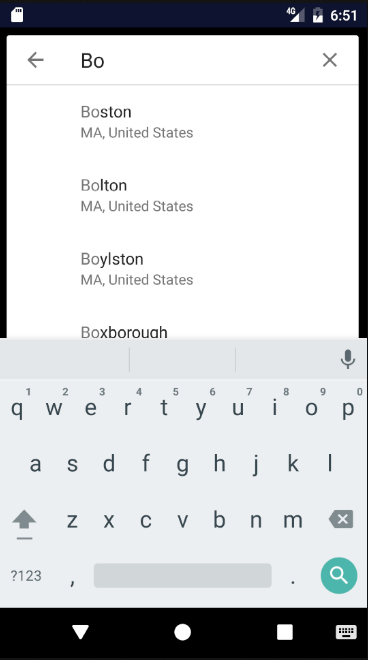 4G 6:51
Bo
Boston
MA, United States
Bolton
MA, United States
Boylston
MA, United States
Boxborough
1 2 3 4 5 6 7 8 9 0
q w e r t y u i o p
a s d f g h j k l
z x c v b n m
?123 , .